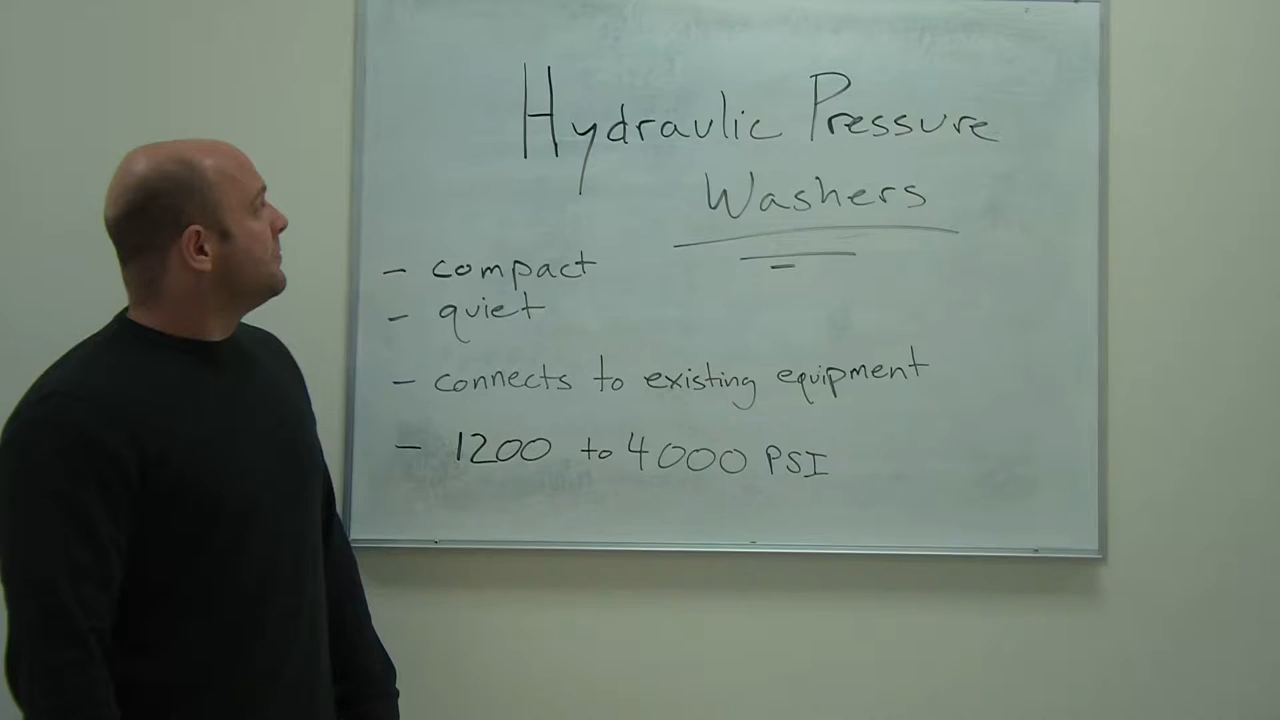 Hydraulic Pressure
Washers
- compact
- quiet
- connects to existing equipment
- 1200 to 4000 PSI